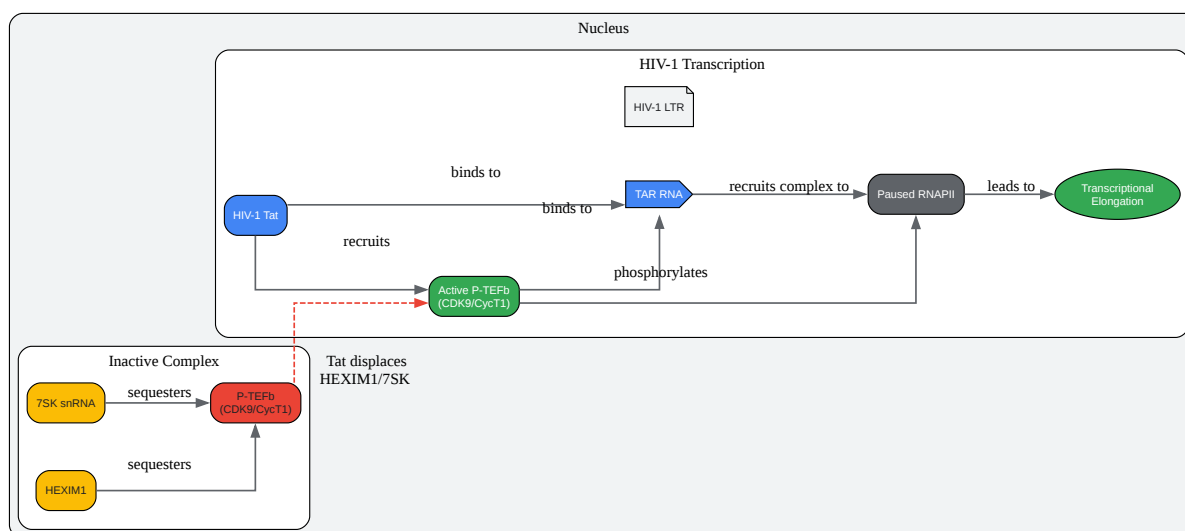 Nucleus
HIV-1 Transcription
HIV-1 LTR
binds to
HIV-1 Tat
binds to
TAR RNA
recruits complex to
Paused RNAPII
leads to
Transcriptional
Elongation
recruits
phosphorylates
Active P-TEFb
(CDK9/CycT1)
Inactive Complex
Tat displaces
HEXIM1/7SK
7SK snRNA
sequesters
P-TEFb
(CDK9/CycT1)
sequesters
HEXIM1